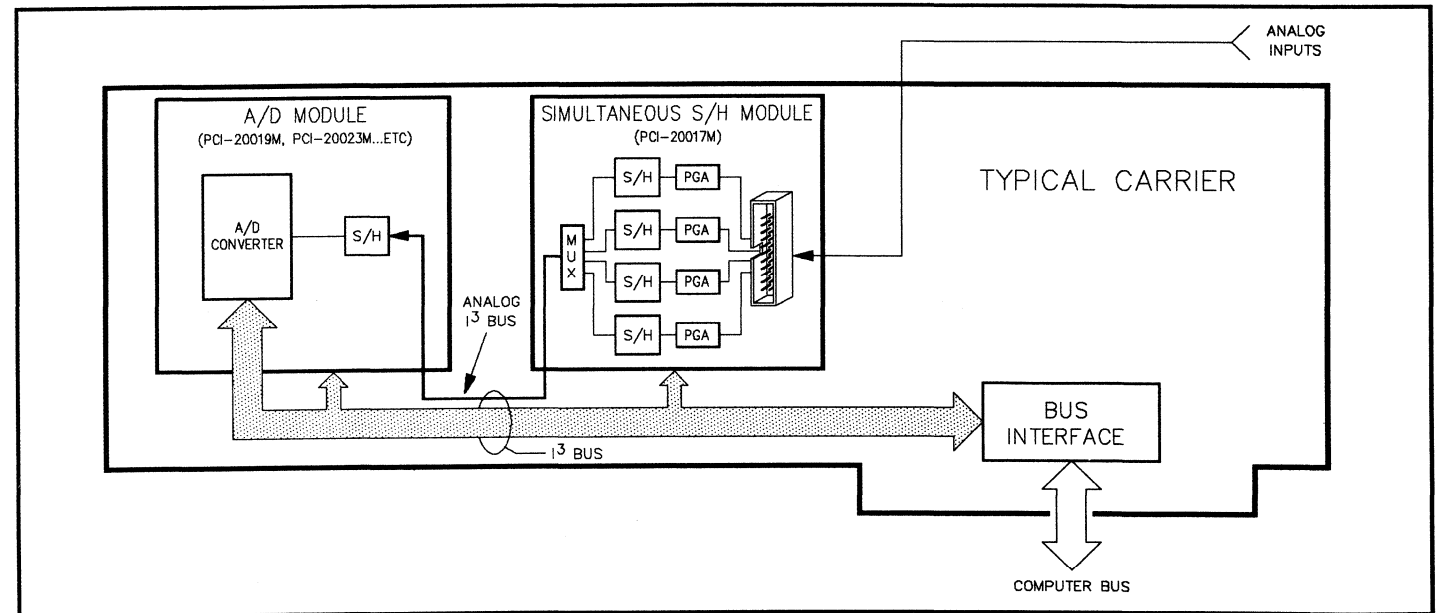 ANALOG
INPUTS
A/D MODULE
(PCI-20019M, PCI-20023M...ETC)
SIMULTANEOUS S/H MODULE
(PCI-20017M)
TYPICAL CARRIER
A/D
CONVERTER
S/H
MUX
S/H
PGA
S/H
PGA
S/H
PGA
S/H
PGA
ANALOG
I3 BUS
I3 BUS
BUS
INTERFACE
COMPUTER BUS